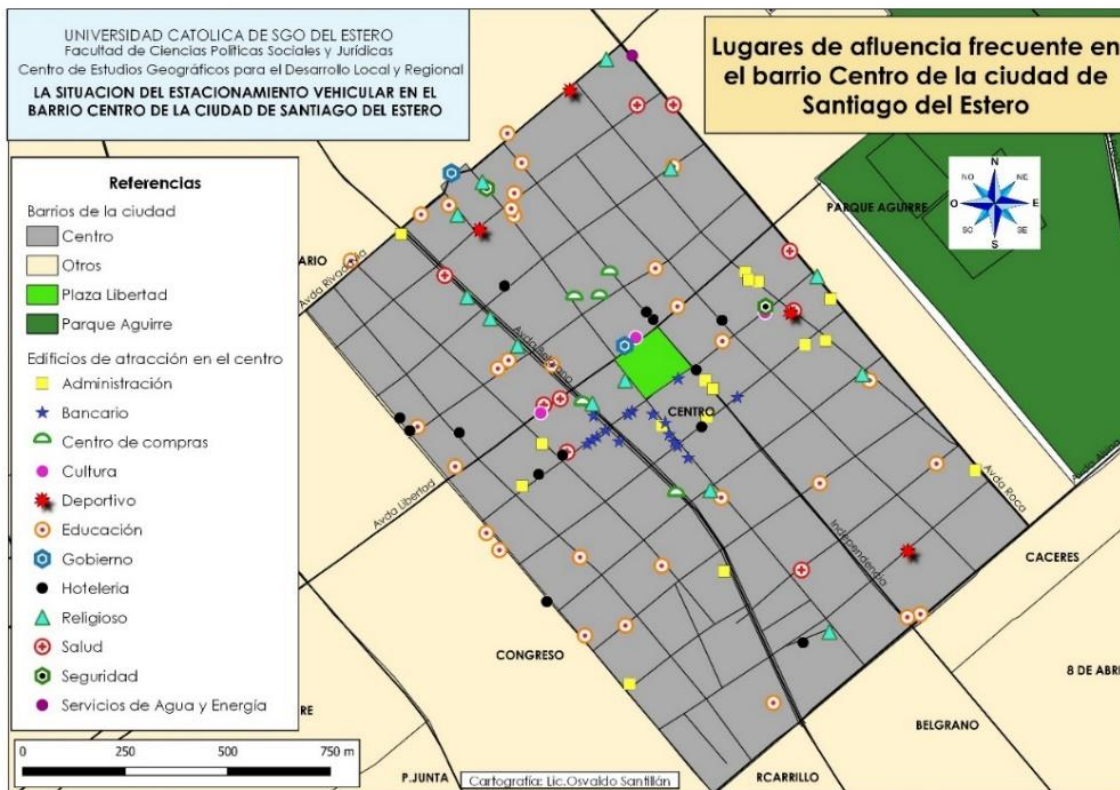 UNIVERSIDAD CATOLICA DE SGO DEL ESTERO
Facultad de Ciencias Políticas Sociales y Jurídicas
Centro de Estudios Geográficos para el Desarrollo Local y Regional
LA SITUACION DEL ESTACIONAMIENTO VEHICULAR EN EL
BARRIO CENTRO DE LA CIUDAD DE SANTIAGO DEL ESTERO
Lugares de afluencia frecuente en
el barrio Centro de la ciudad de
Santiago del Estero
Referencias
Barrios de la ciudad
Centro
Otros
Plaza Libertad
Parque Aguirre
Edificios de atracción en el centro
Administración
Bancario
Centro de compras
Cultura
Deportivo
Educación
Gobierno
Hoteleria
Religioso
Salud
Seguridad
Servicios de Agua y Energía
0 250 500 750 m
N
NO
NE
O
E
SO
SE
S
PARQUE AGUIRRE
ARIO
Avda Rivadavia
Avda Belgrano
CENTRO
Avda Libertad
Avda Roca
Independencia
CACERES
CONGRESO
8 DE ABRI
BELGRANO
RE
P.JUNTA
RCARRILLO
Cartografía: Lic.Osvaldo Santillán